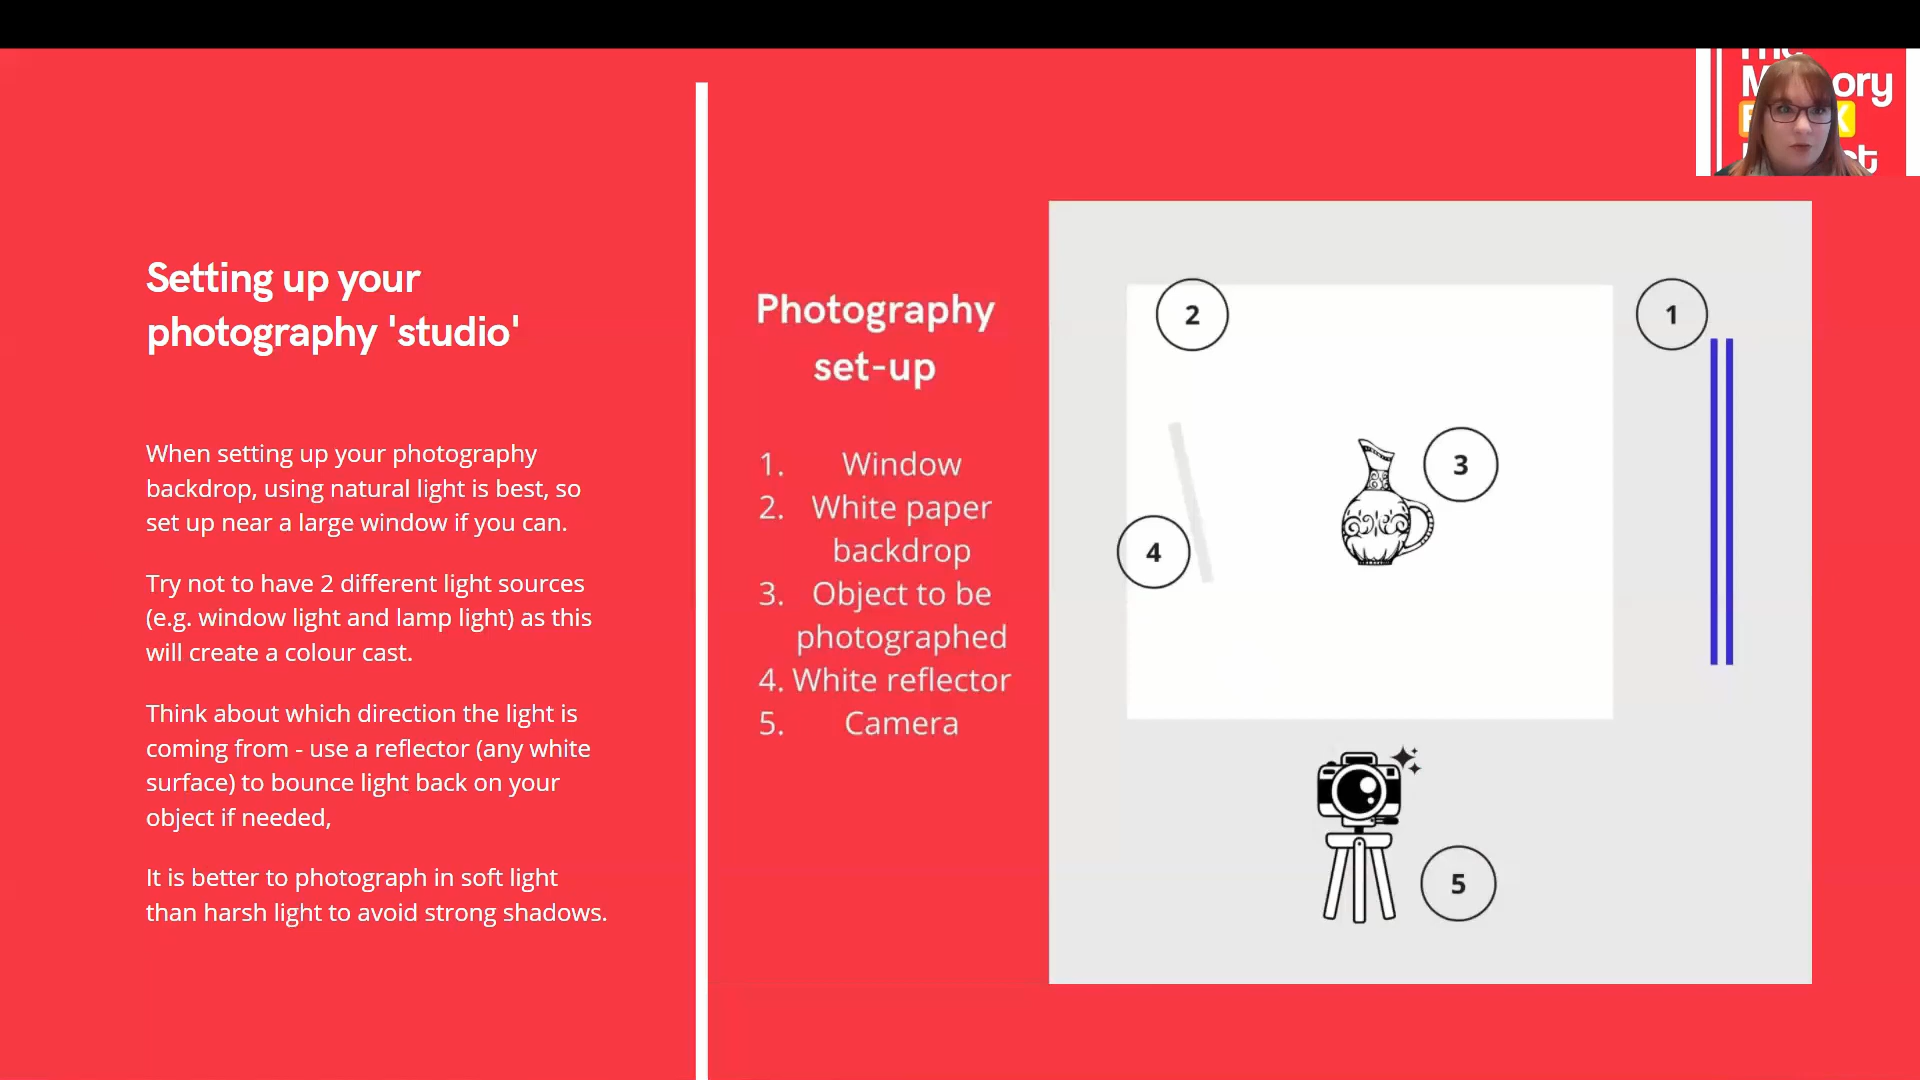 Setting up your
photography 'studio'
When setting up your photography
backdrop, using natural light is best, so
set up near a large window if you can.
Try not to have 2 different light sources
(e.g. window light and lamp light) as this
will create a colour cast.
Think about which direction the light is
coming from - use a reflector (any white
surface) to bounce light back on your
object if needed,
It is better to photograph in soft light
than harsh light to avoid strong shadows.
Photography
set-up
1. Window
2. White paper
backdrop
3. Object to be
photographed
4. White reflector
5. Camera
2
1
3
4
5